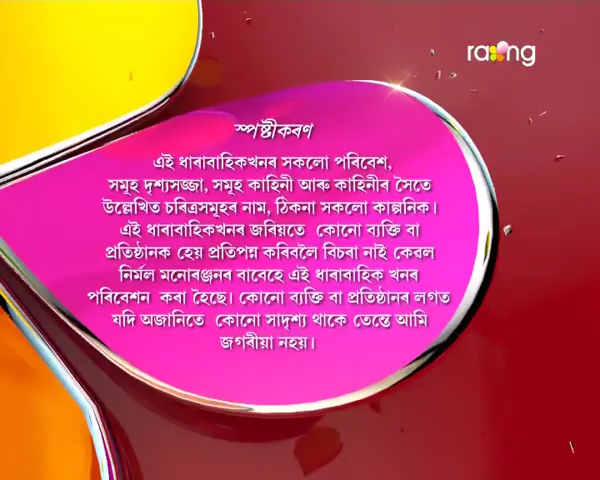 rang
স্পষ্টীকৰণ
এই ধাৰাবাহিকখনৰ সকলো পৰিবেশ,
সমূহ দৃশ্যসজ্জা, সমূহ কাহিনী আৰু কাহিনীৰ সৈতে
উল্লেখিত চৰিত্ৰসমূহৰ নাম, ঠিকনা সকলো কাল্পনিক।
এই ধাৰাবাহিকখনৰ জৰিয়তে কোনো ব্যক্তি বা
প্ৰতিষ্ঠানক হেয় প্ৰতিপন্ন কৰিবলৈ বিচৰা নাই কেৱল
নিৰ্মল মনোৰঞ্জনৰ বাবেহে এই ধাৰাবাহিক খনৰ
পৰিবেশন কৰা হৈছে। কোনো ব্যক্তি বা প্ৰতিষ্ঠানৰ লগত
যদি অজানিতে কোনো সাদৃশ্য থাকে তেন্তে আমি
জগৰীয়া নহয়।